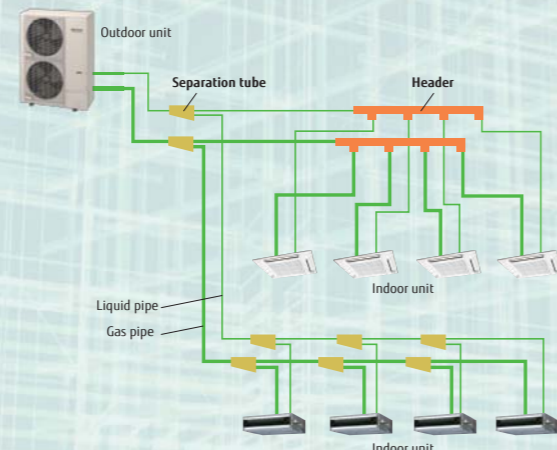 Outdoor unit
Separation tube
Header
Indoor unit
Liquid pipe
Gas pipe
Indoor unit